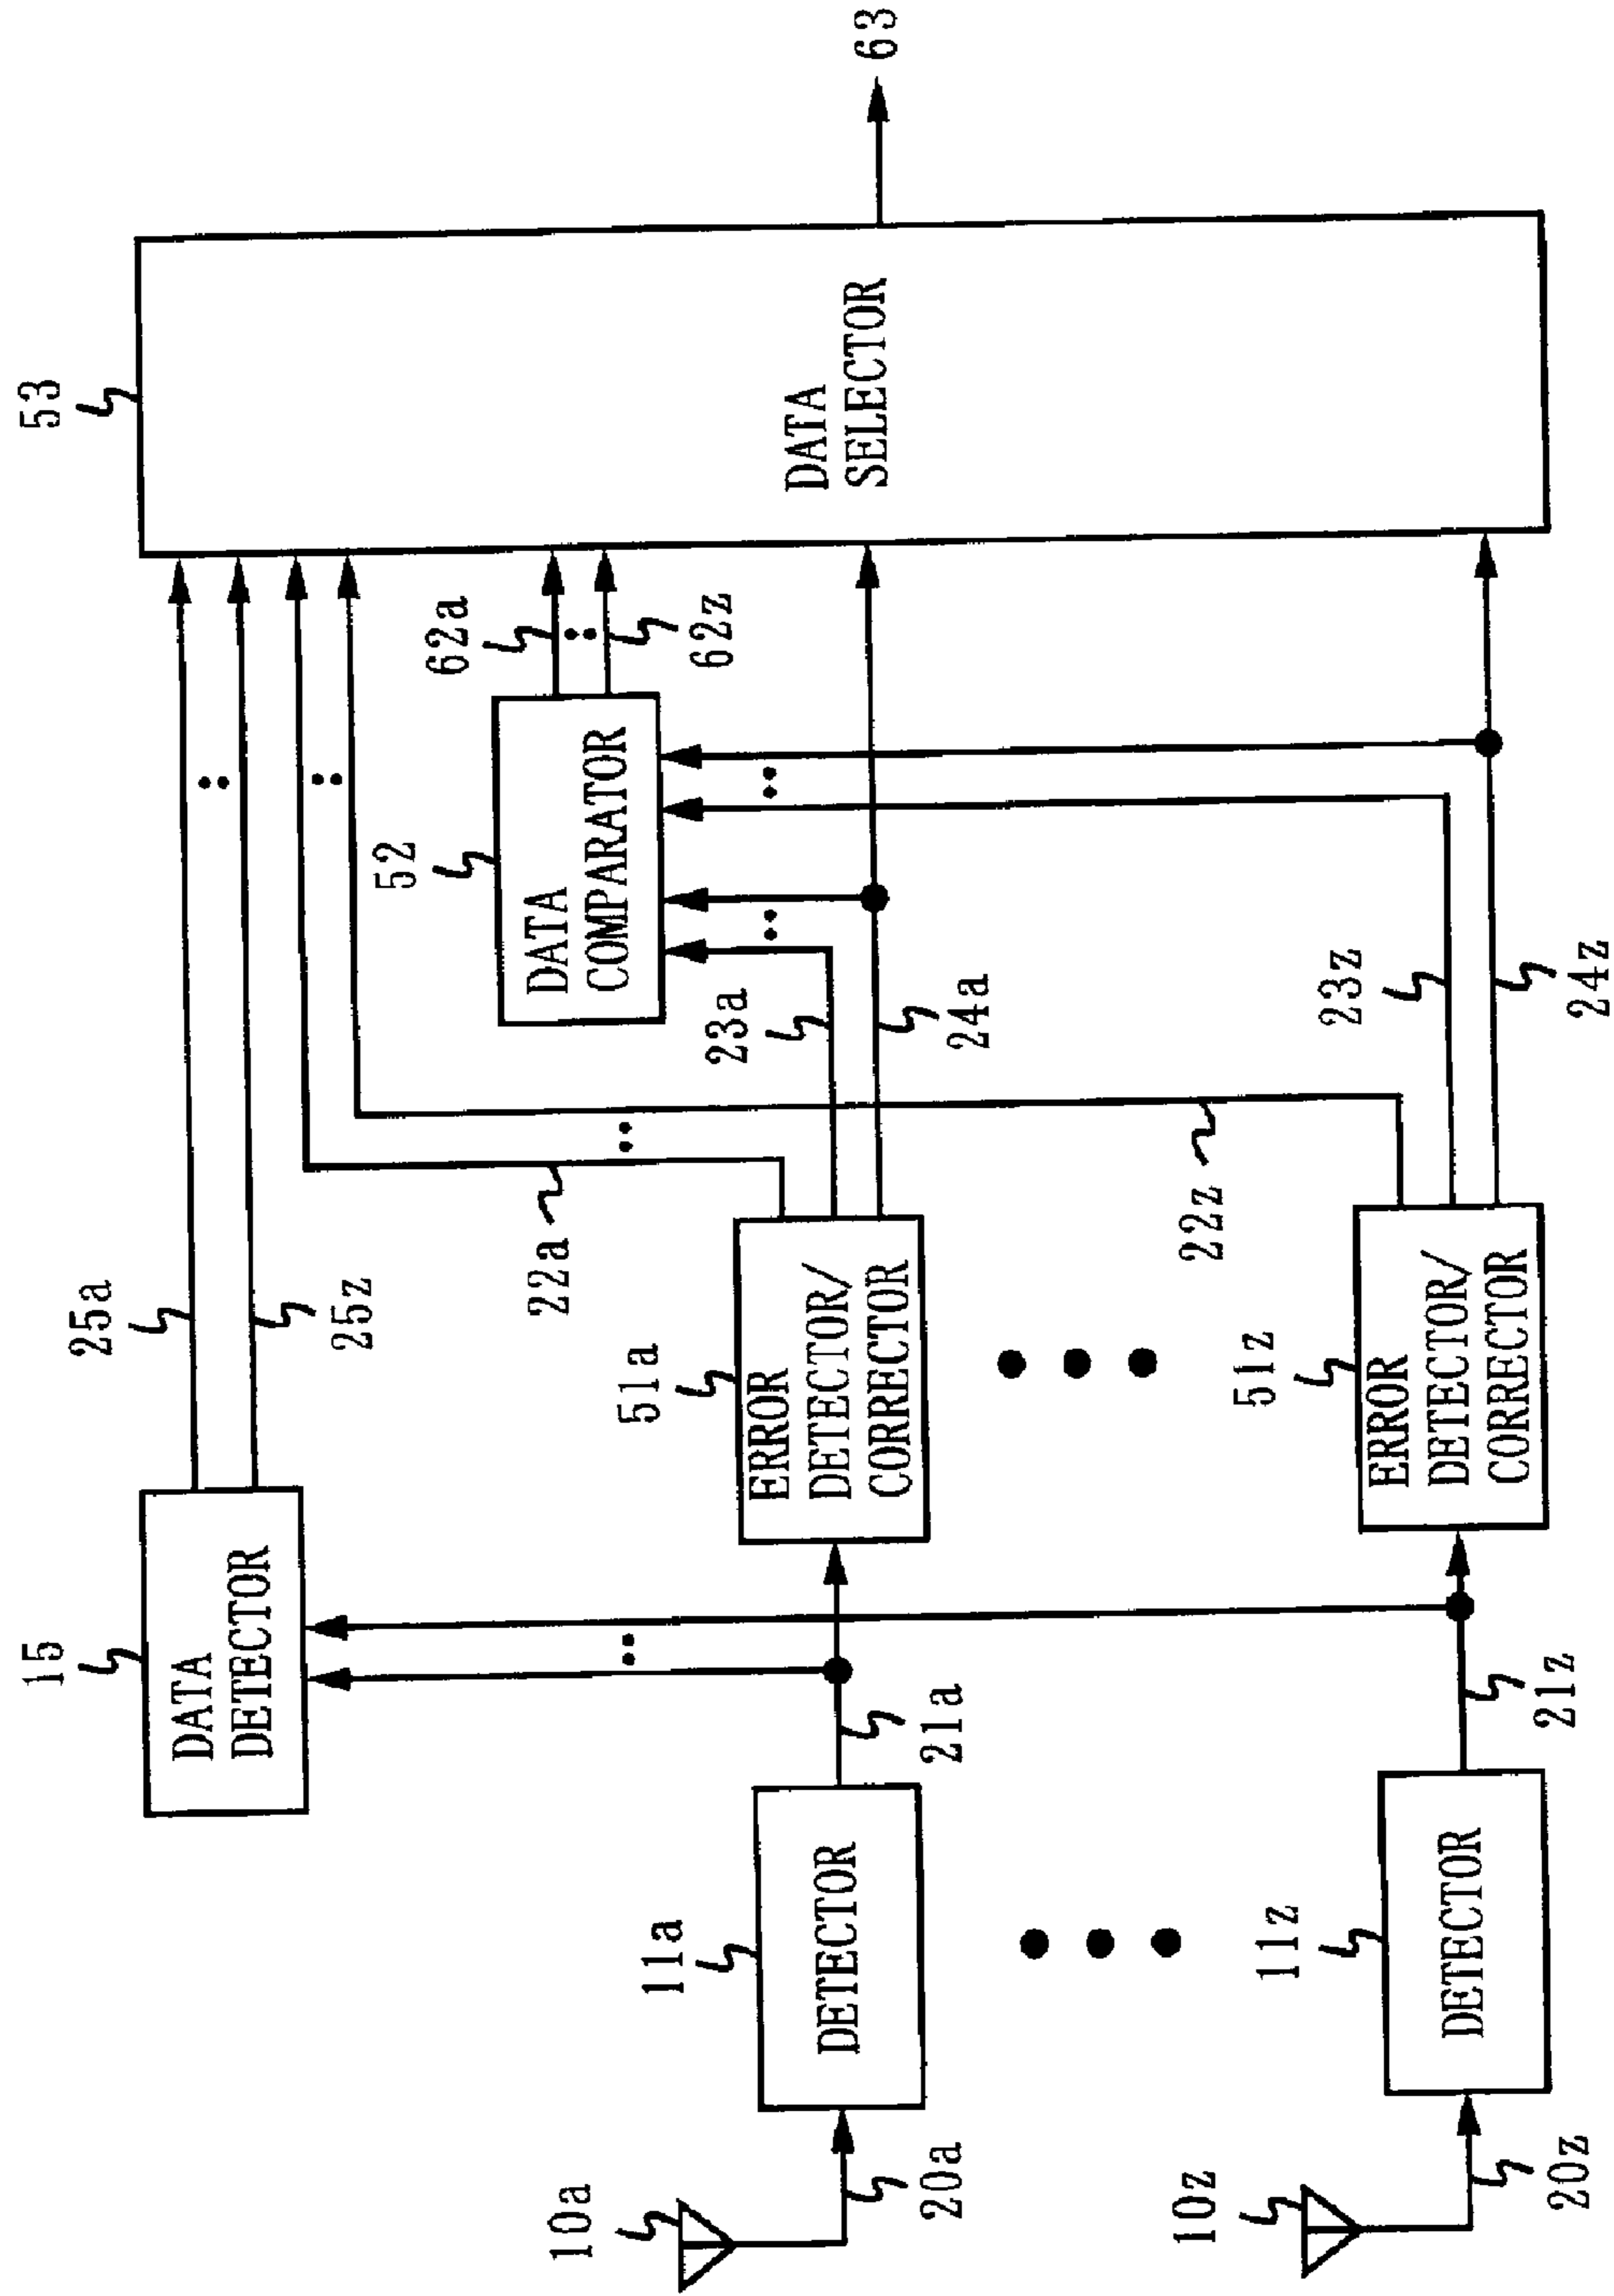 53
DATA
SELECTOR
63
25a
25z
62a
62z
52
DATA
COMPARATOR
15
DATA
DETECTOR
22a
23a
24a
51a
ERROR
DETECTOR/
CORRECTOR
22z
23z
24z
51z
ERROR
DETECTOR/
CORRECTOR
11a
DETECTOR
21a
10a
20a
11z
DETECTOR
21z
10z
20z